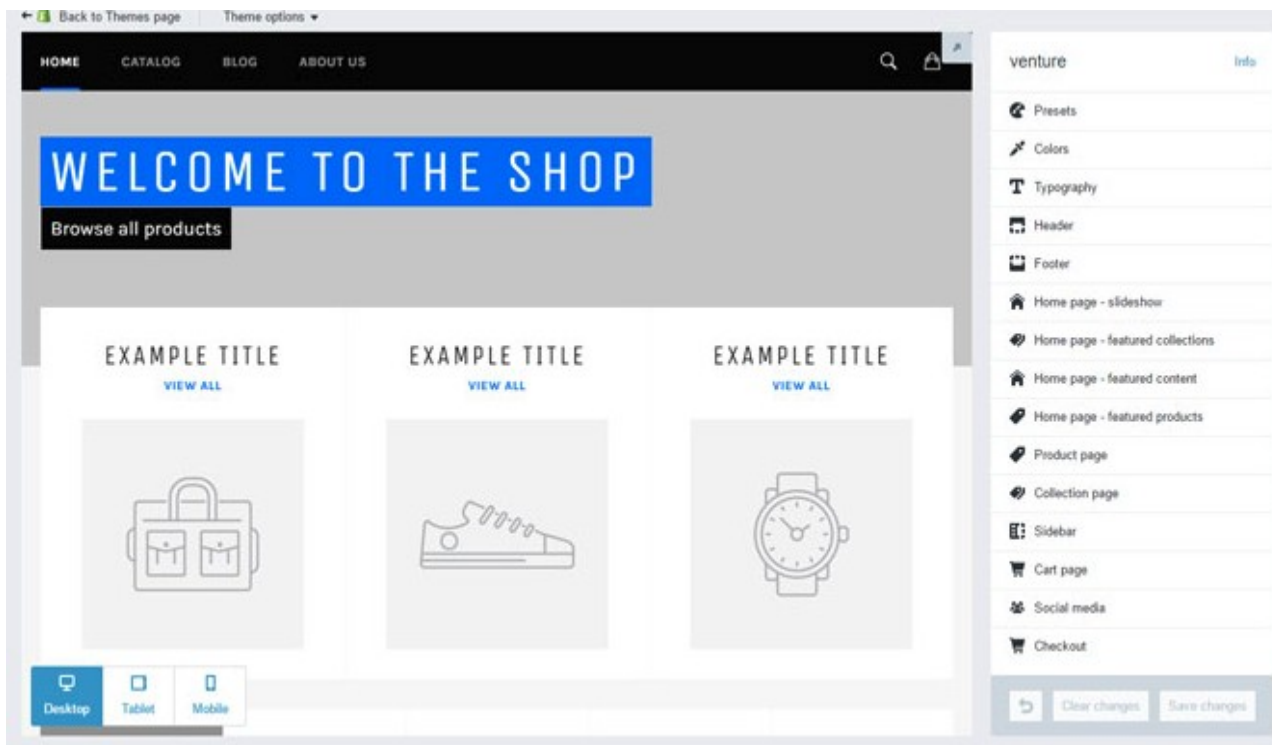 Back to Themes page Theme options
HOME CATALOG BLOG ABOUT US
WELCOME TO THE SHOP
Browse all products
EXAMPLE TITLE EXAMPLE TITLE EXAMPLE TITLE
VIEW ALL VIEW ALL VIEW ALL
Desktop Tablet Mobile
venture Info
Presets
Colors
Typography
Header
Footer
Home page - slideshow
Home page - featured collections
Home page - featured content
Home page - featured products
Product page
Collection page
Sidebar
Cart page
Social media
Checkout
Clear changes Save changes